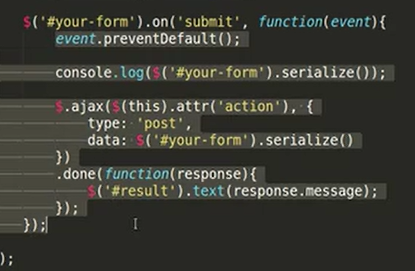 $('#your-form').on('submit', function(event){
event.preventDefault();
console.log($('#your-form').serialize());
$.ajax($(this).attr('action'), {
type: 'post',
data: $('#your-form').serialize()
})
.done(function(response){
$('#result').text(response.message);
});
});
);